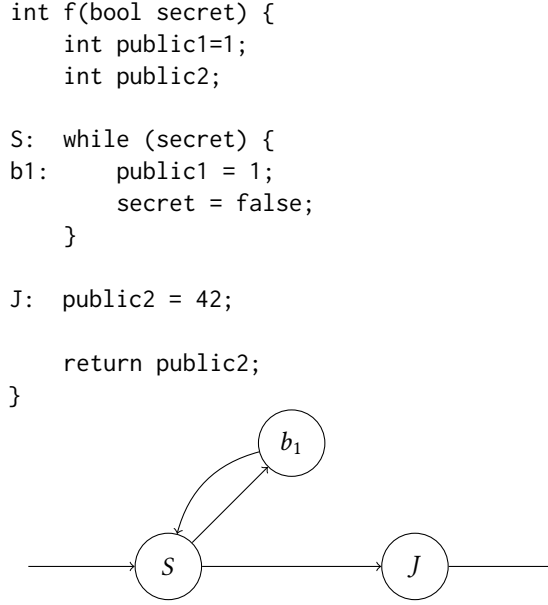 int f(bool secret) {
    int public1=1;
    int public2;

S:  while (secret) {
b1:     public1 = 1;
        secret = false;
    }

J:  public2 = 42;

    return public2;
}
b₁
S J